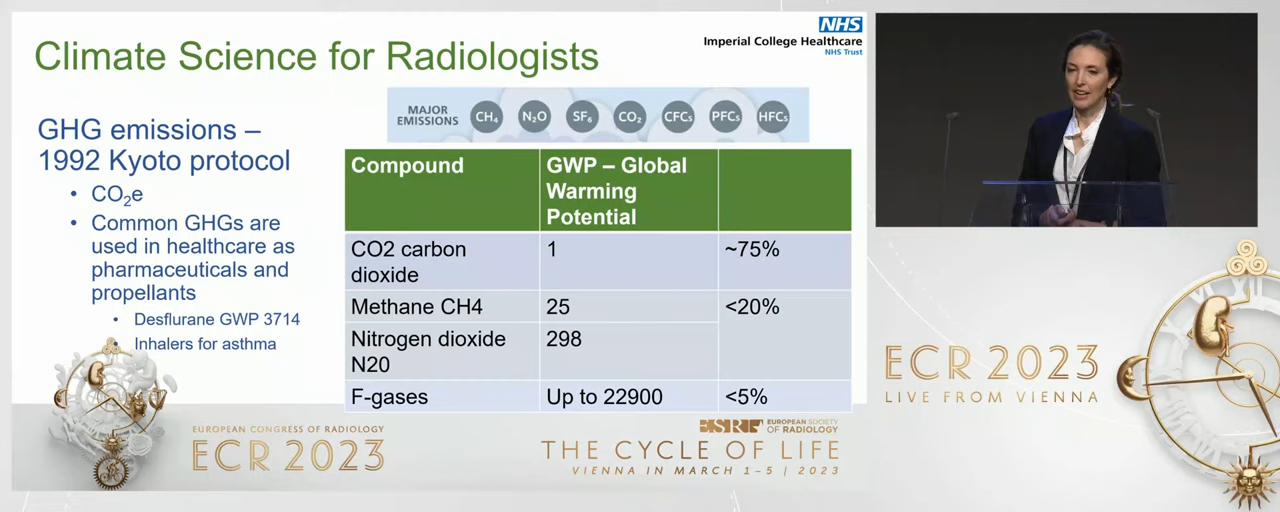 Climate Science for Radiologists
NHS
Imperial College Healthcare
NHS Trust
GHG emissions –
1992 Kyoto protocol
• CO₂e
• Common GHGs are
used in healthcare as
pharmaceuticals and
propellants
• Desflurane GWP 3714
• Inhalers for asthma
MAJOR
EMISSIONS
CH₄ N₂O SF₆ CO₂ CFCs PFCs HFCs
Compound
GWP – Global
Warming
Potential
CO2 carbon
dioxide
1
~75%
Methane CH4
25
<20%
Nitrogen dioxide
N20
298
F-gases
Up to 22900
<5%
EUROPEAN CONGRESS OF RADIOLOGY
ECR 2023
ESR EUROPEAN SOCIETY
OF RADIOLOGY
THE CYCLE OF LIFE
VIENNA IN MARCH 1–5 | 2023
ECR 2023
LIVE FROM VIENNA